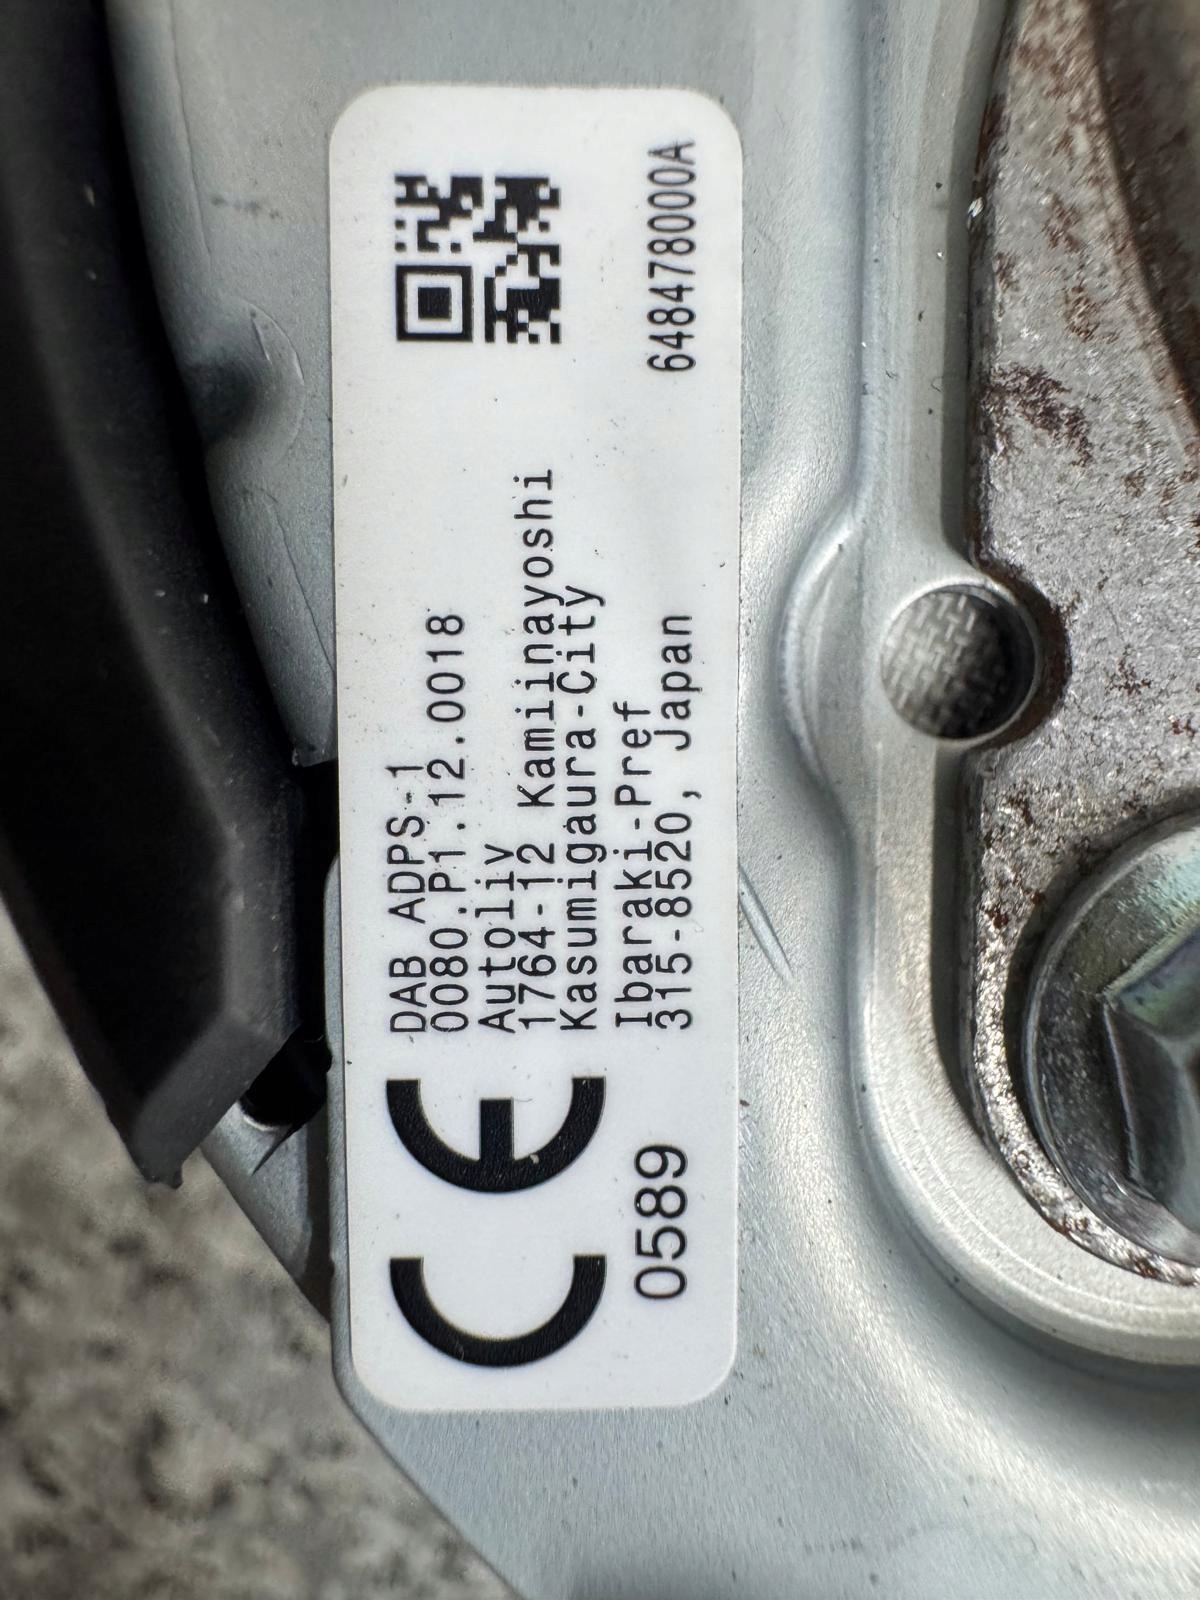 DAB ADPS-1
0080.P1.12.0018
Autoliv
1764-12 Kamiinayoshi
Kasumigaura-City
Ibaraki-Pref
315-8520, Japan
CE
0589
648478000A